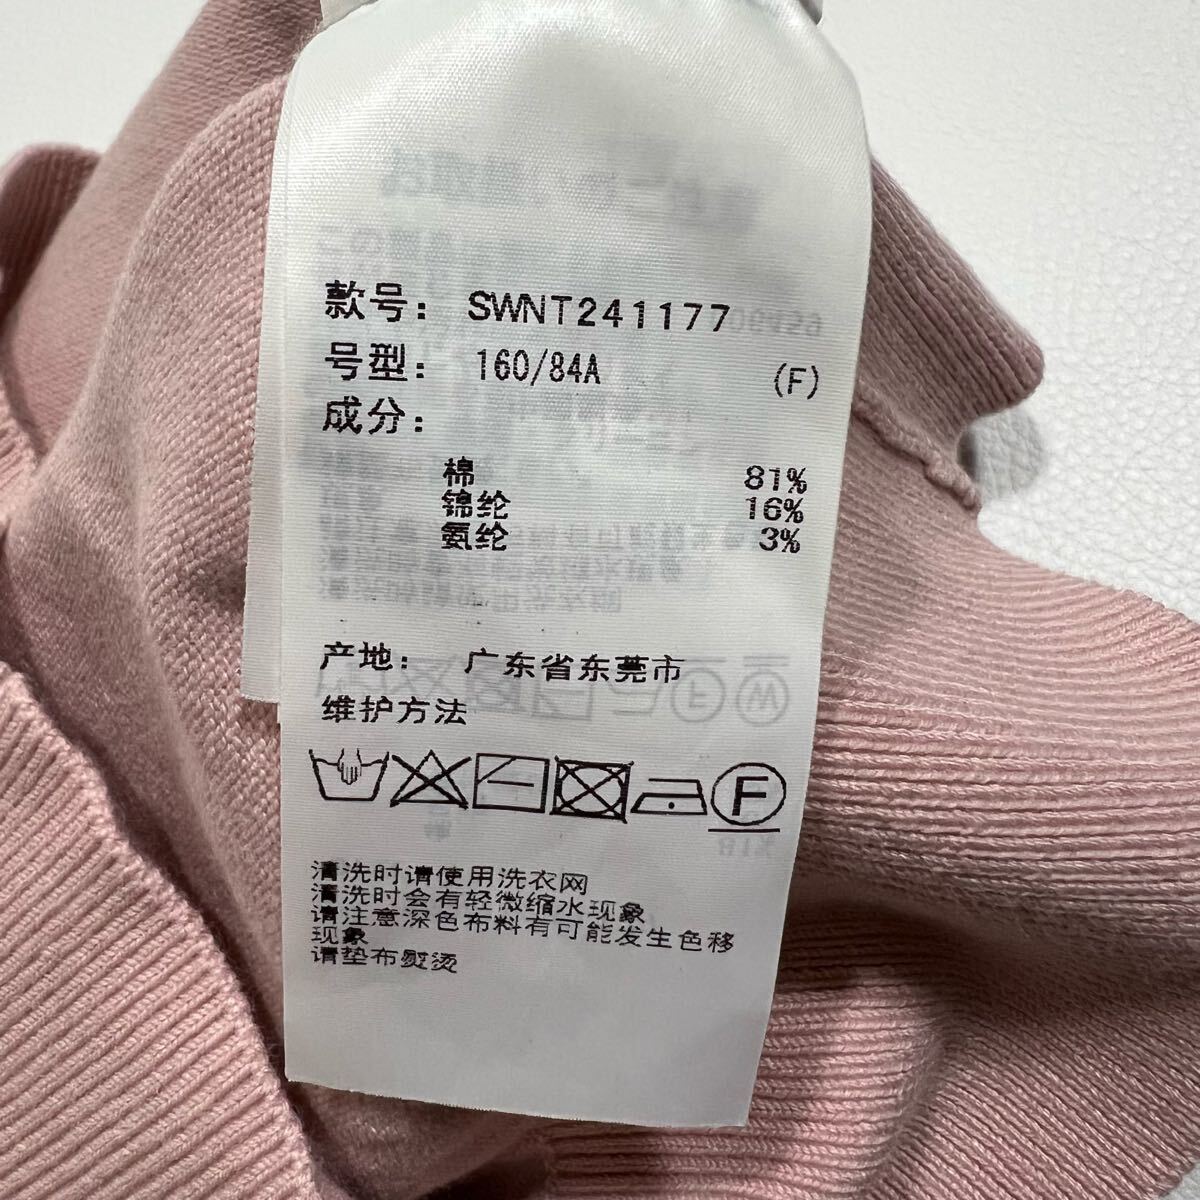 款号: SWNT241177
号型: 160/84A (F)
成分:
棉 81%
锦纶 16%
氨纶 3%
产地: 广东省东莞市
维护方法
F
清洗时请使用洗衣网
清洗时会有轻微缩水现象
请注意深色布料有可能发生色移
现象
请垫布熨烫